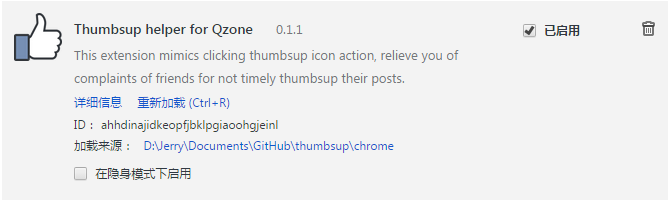 Thumbsup helper for Qzone 0.1.1 已启用
This extension mimics clicking thumbsup icon action, relieve you of
complaints of friends for not timely thumbsup their posts.
详细信息 重新加载 (Ctrl+R)
ID： ahhdinajidkeopfjbklpgiaoohgjeinl
加载来源： D:\Jerry\Documents\GitHub\thumbsup\chrome
在隐身模式下启用